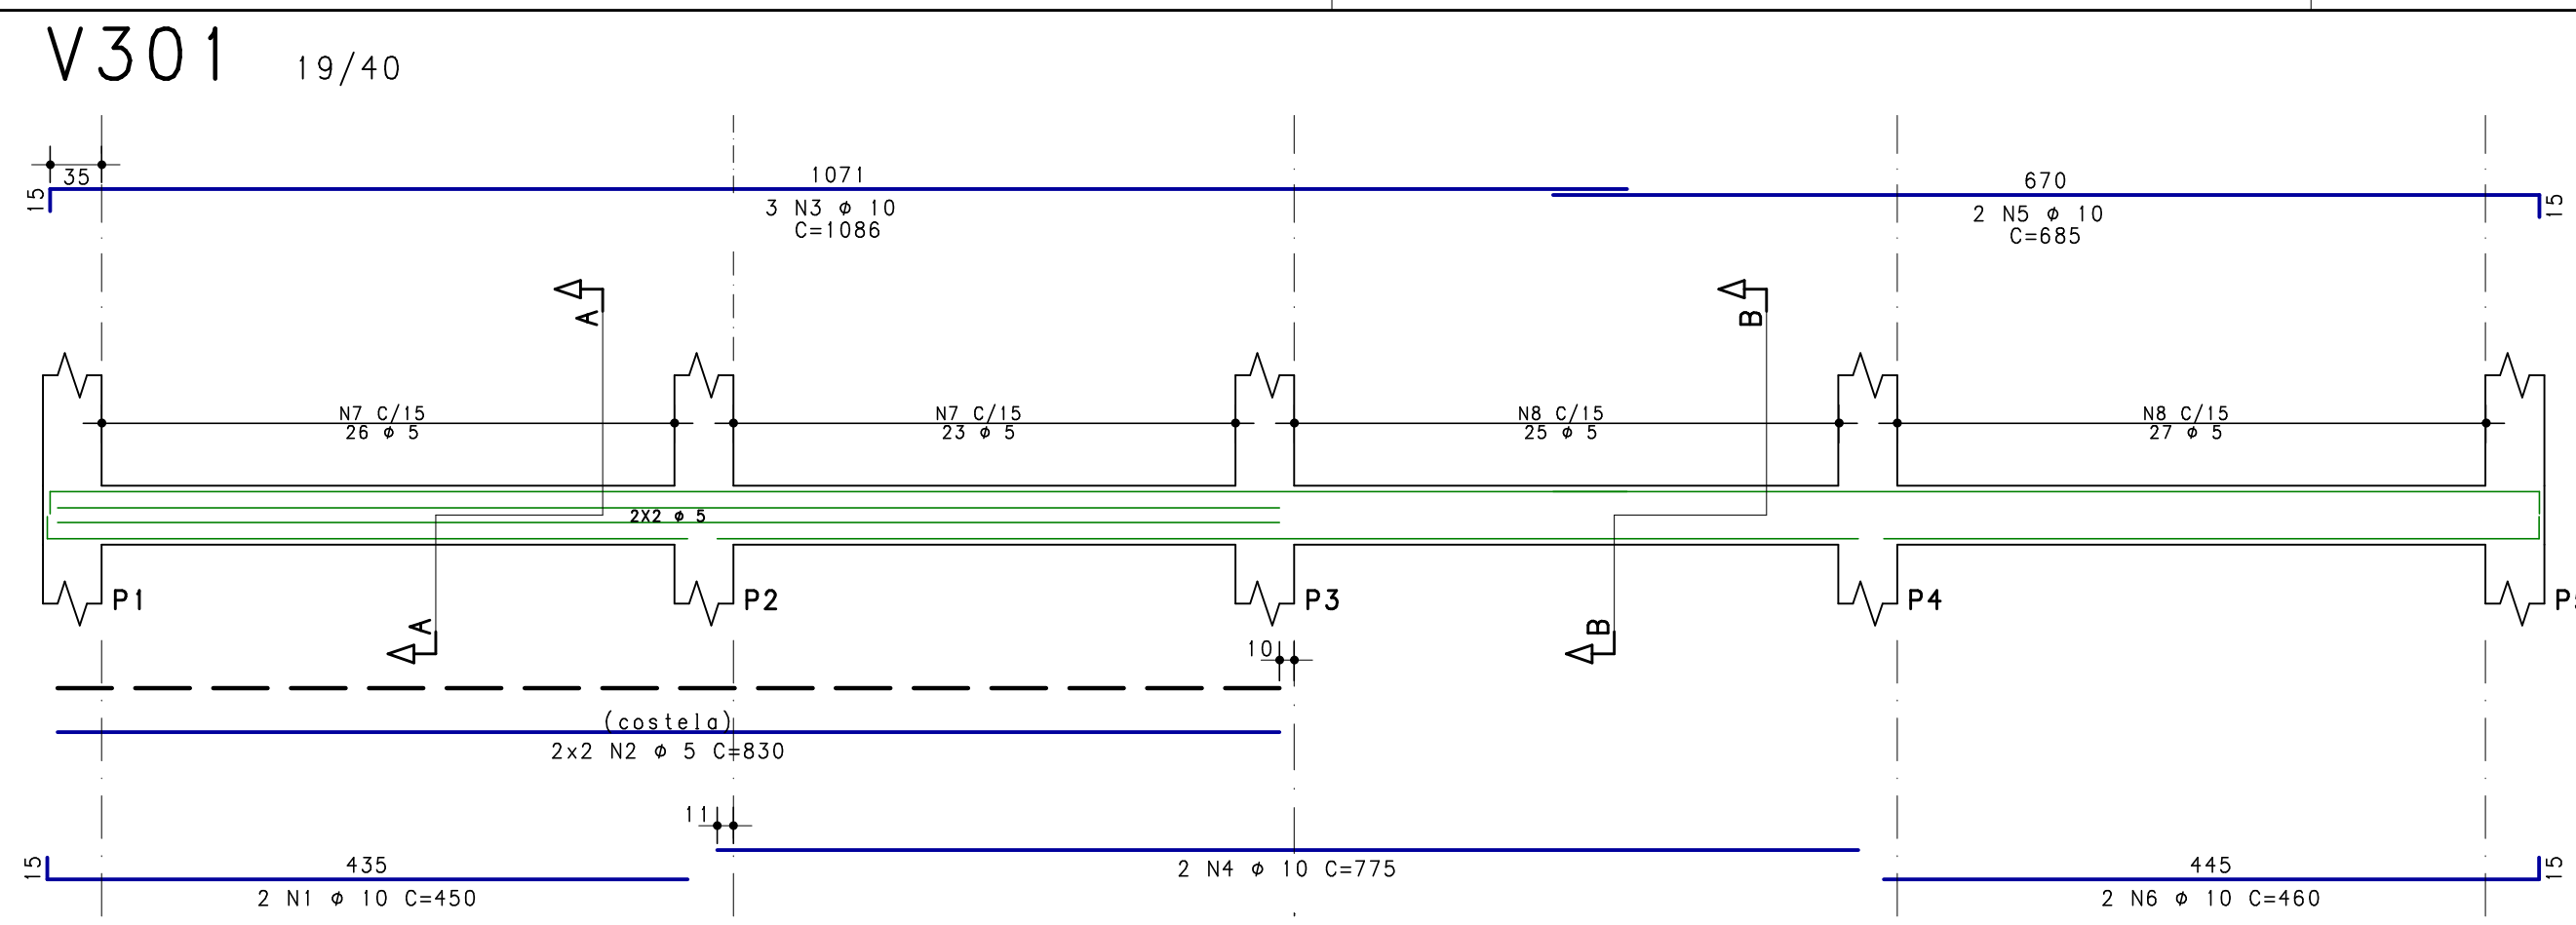 V301 19/40
35
1071
670
15
3 N3 ϕ 10
C=1086
2 N5 ϕ 10
C=685
15
A
B
N7 C/15
26 ϕ 5
N7 C/15
23 ϕ 5
N8 C/15
25 ϕ 5
N8 C/15
27 ϕ 5
2X2 ϕ 5
P1
P2
P3
P4
A
B
10
(costela)
2x2 N2 ϕ 5 C=830
11
15
435
2 N1 ϕ 10 C=450
2 N4 ϕ 10 C=775
445
15
2 N6 ϕ 10 C=460